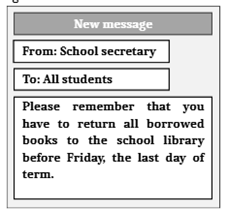 New message
From: School secretary
To: All students
Please remember that you
have to return all borrowed
books to the school library
before Friday, the last day of
term.